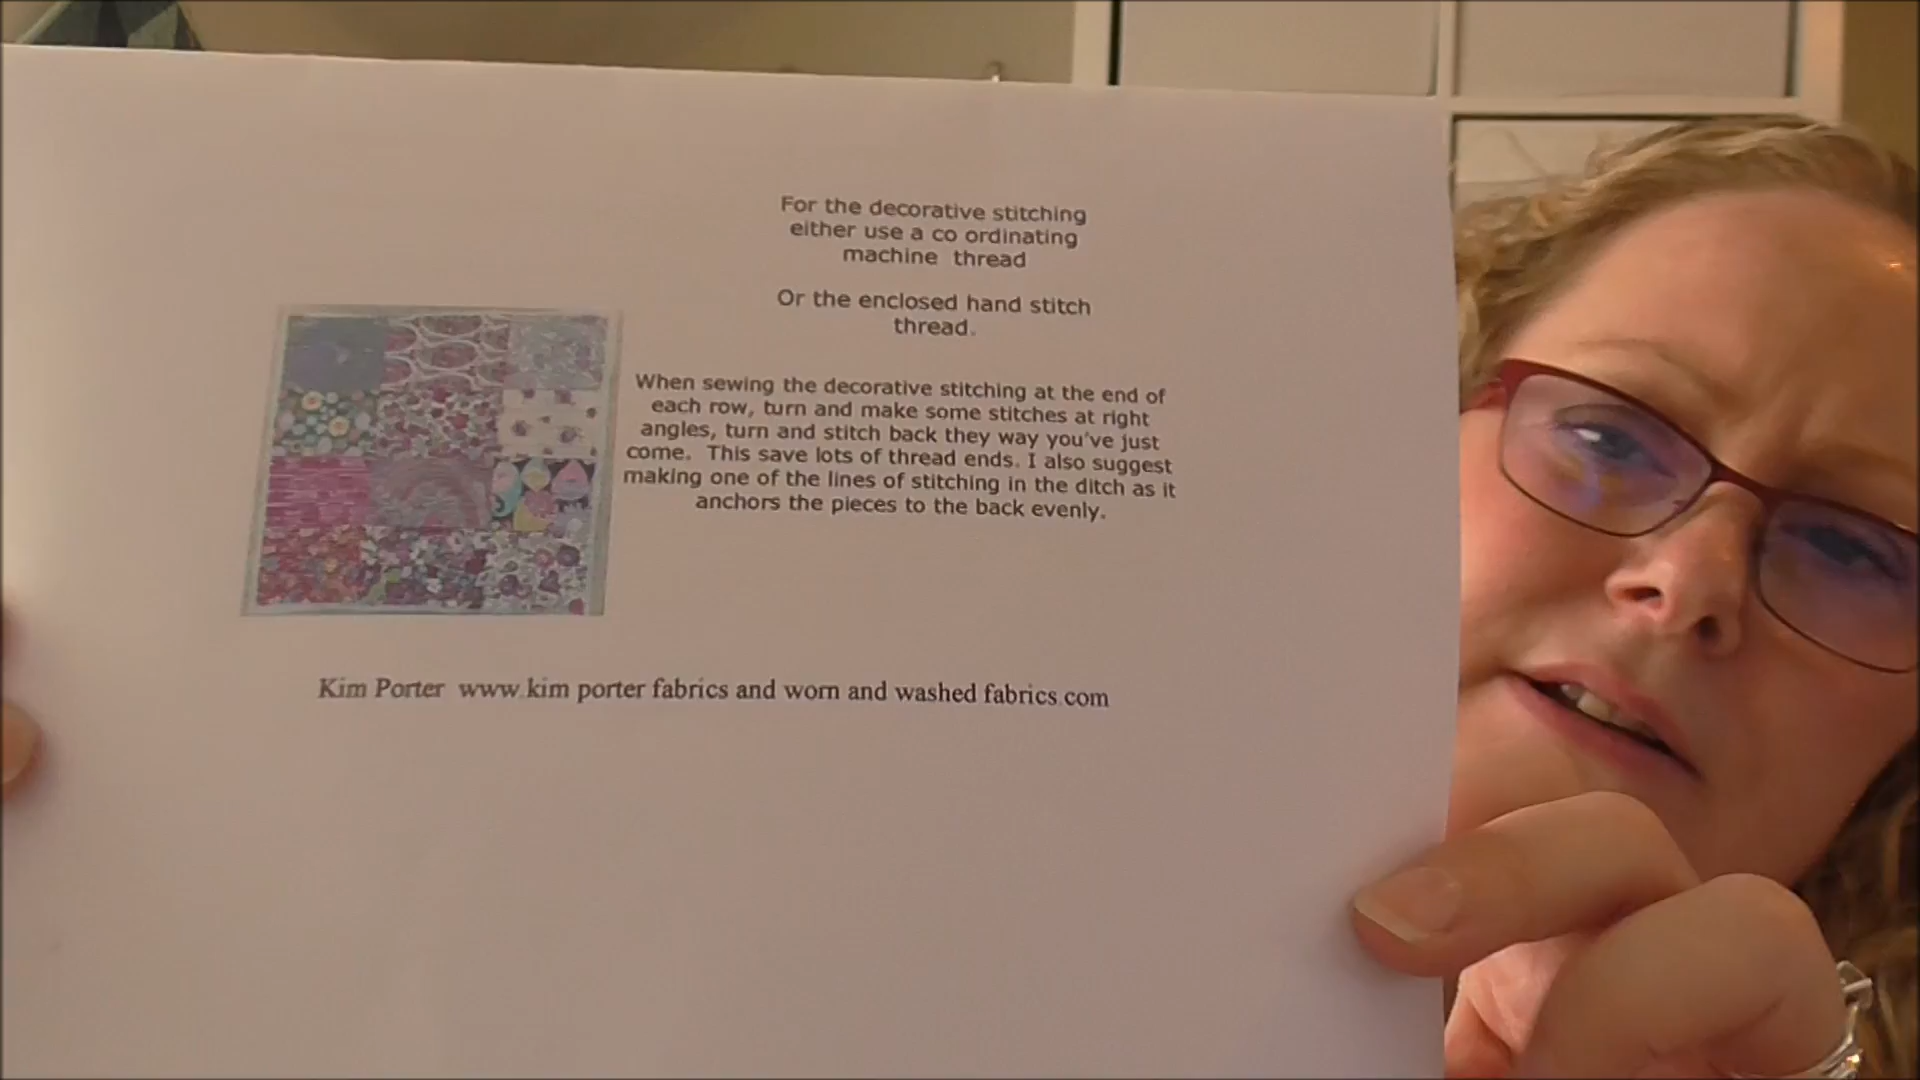 For the decorative stitching
either use a co ordinating
machine thread
Or the enclosed hand stitch
thread.
When sewing the decorative stitching at the end of
each row, turn and make some stitches at right
angles, turn and stitch back they way you've just
come. This save lots of thread ends. I also suggest
making one of the lines of stitching in the ditch as it
anchors the pieces to the back evenly.
Kim Porter www.kim porter fabrics and worn and washed fabrics.com